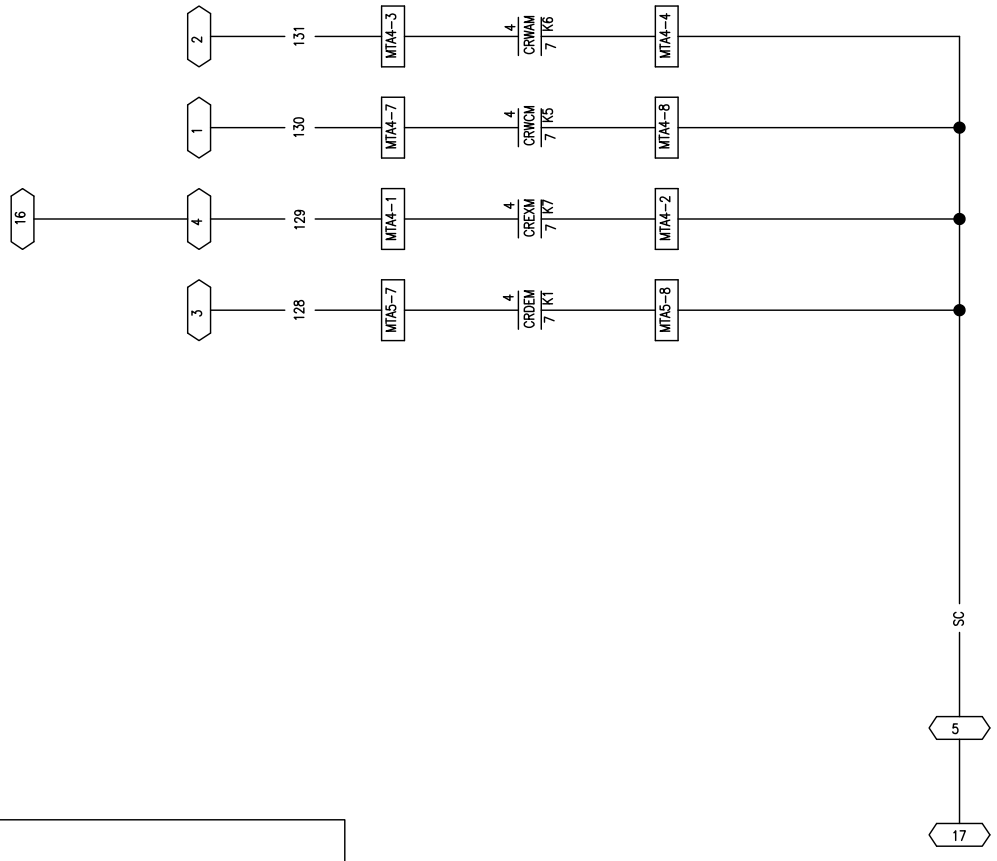 2
131
MTA4-3
4
CRWAM
7
K6
MTA4-4
1
130
MTA4-7
4
CRWCM
7
K5
MTA4-8
16
4
129
MTA4-1
4
CREXM
7
K7
MTA4-2
3
128
MTA5-7
4
CRDEM
7
K1
MTA5-8
SC
5
17